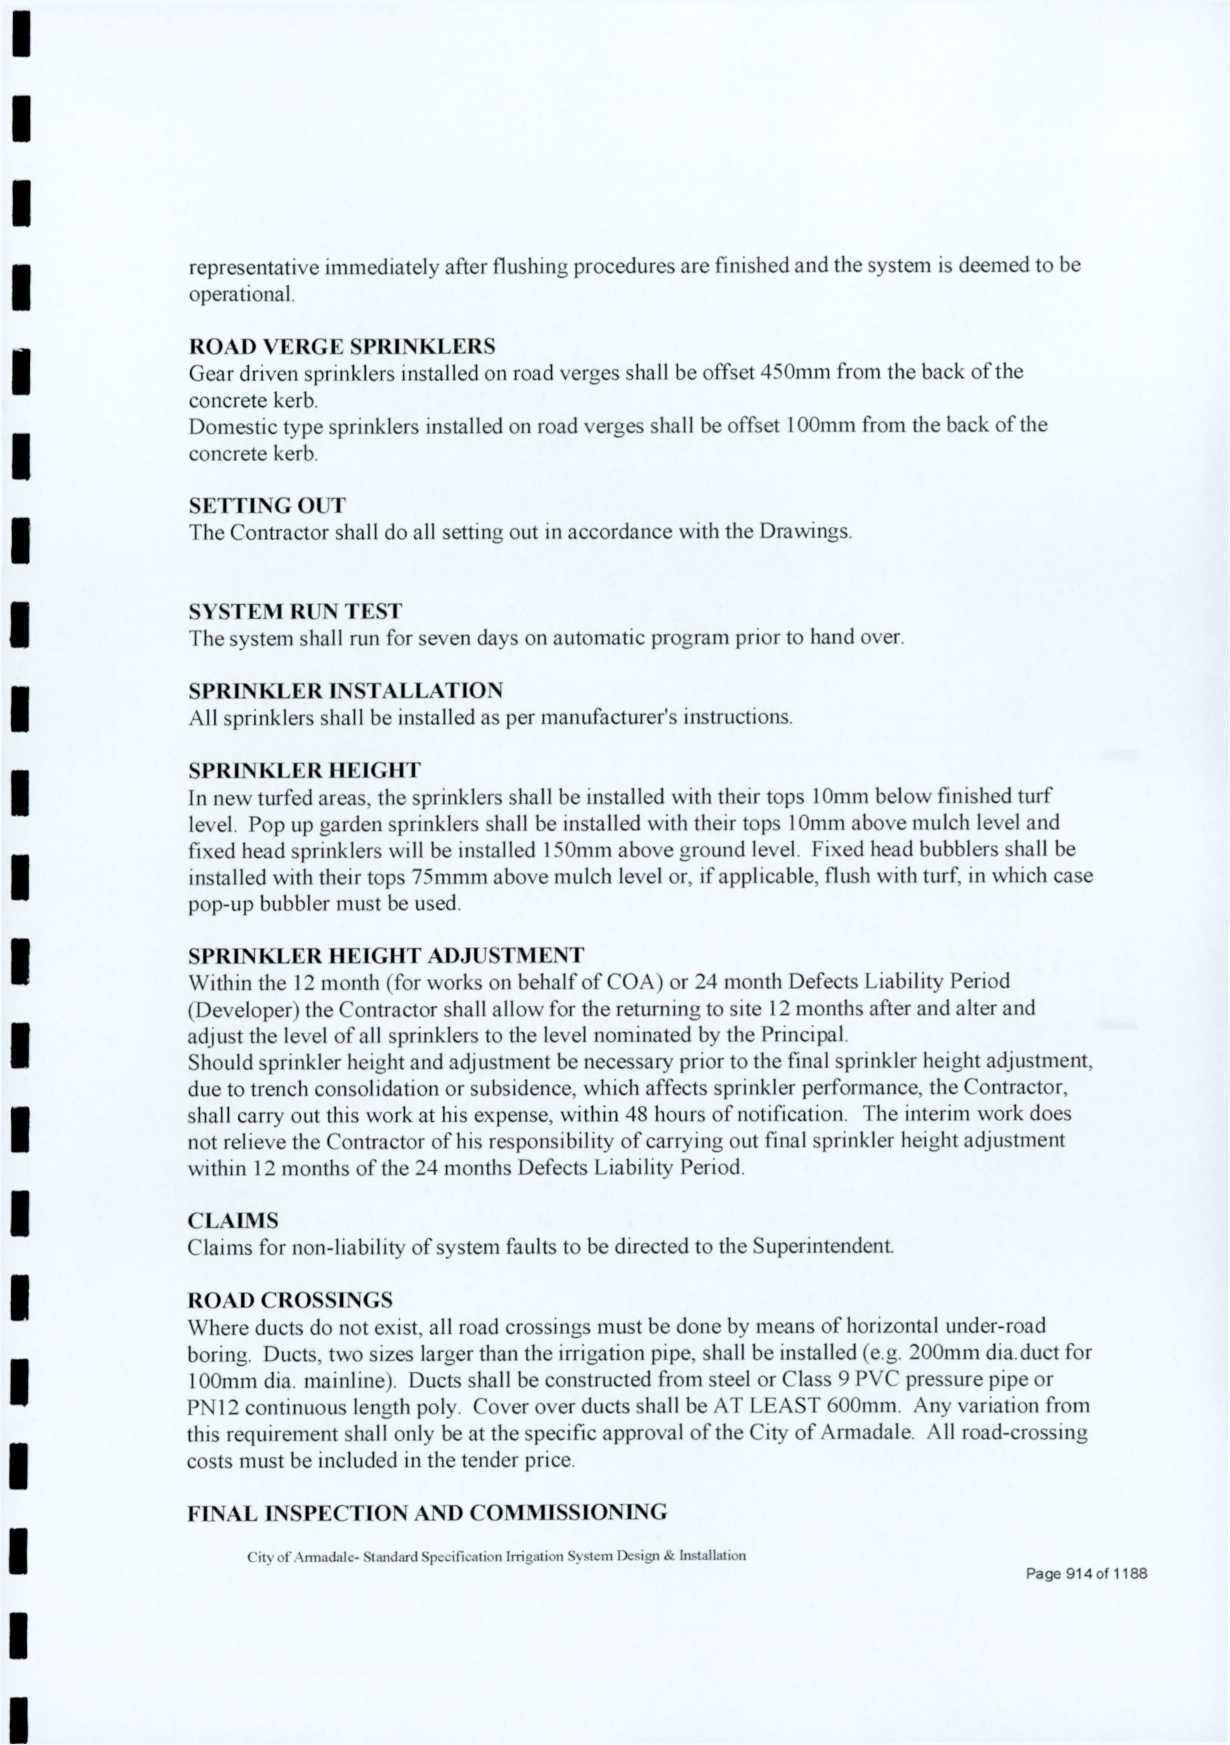 representative immediately after flushing procedures are finished and the system is deemed to be
operational.
ROAD VERGE SPRINKLERS
Gear driven sprinklers installed on road verges shall be offset 450mm from the back of the
concrete kerb.
Domestic type sprinklers installed on road verges shall be offset 100mm from the back of the
concrete kerb.
SETTING OUT
The Contractor shall do all setting out in accordance with the Drawings.
SYSTEM RUN TEST
The system shall run for seven days on automatic program prior to hand over.
SPRINKLER INSTALLATION
All sprinklers shall be installed as per manufacturer's instructions.
SPRINKLER HEIGHT
In new turfed areas, the sprinklers shall be installed with their tops 10mm below finished turf
level. Pop up garden sprinklers shall be installed with their tops 10mm above mulch level and
fixed head sprinklers will be installed 150mm above ground level. Fixed head bubblers shall be
installed with their tops 75mmm above mulch level or, if applicable, flush with turf, in which case
pop-up bubbler must be used.
SPRINKLER HEIGHT ADJUSTMENT
Within the 12 month (for works on behalf of COA) or 24 month Defects Liability Period
(Developer) the Contractor shall allow for the returning to site 12 months after and alter and
adjust the level of all sprinklers to the level nominated by the Principal.
Should sprinkler height and adjustment be necessary prior to the final sprinkler height adjustment,
due to trench consolidation or subsidence, which affects sprinkler performance, the Contractor,
shall carry out this work at his expense, within 48 hours of notification. The interim work does
not relieve the Contractor of his responsibility of carrying out final sprinkler height adjustment
within 12 months of the 24 months Defects Liability Period.
CLAIMS
Claims for non-liability of system faults to be directed to the Superintendent.
ROAD CROSSINGS
Where ducts do not exist, all road crossings must be done by means of horizontal under-road
boring. Ducts, two sizes larger than the irrigation pipe, shall be installed (e.g. 200mm dia.duct for
100mm dia. mainline). Ducts shall be constructed from steel or Class 9 PVC pressure pipe or
PN12 continuous length poly. Cover over ducts shall be AT LEAST 600mm. Any variation from
this requirement shall only be at the specific approval of the City of Armadale. All road-crossing
costs must be included in the tender price.
FINAL INSPECTION AND COMMISSIONING
City of Armadale- Standard Specification Irrigation System Design & Installation
Page 914 of 1188